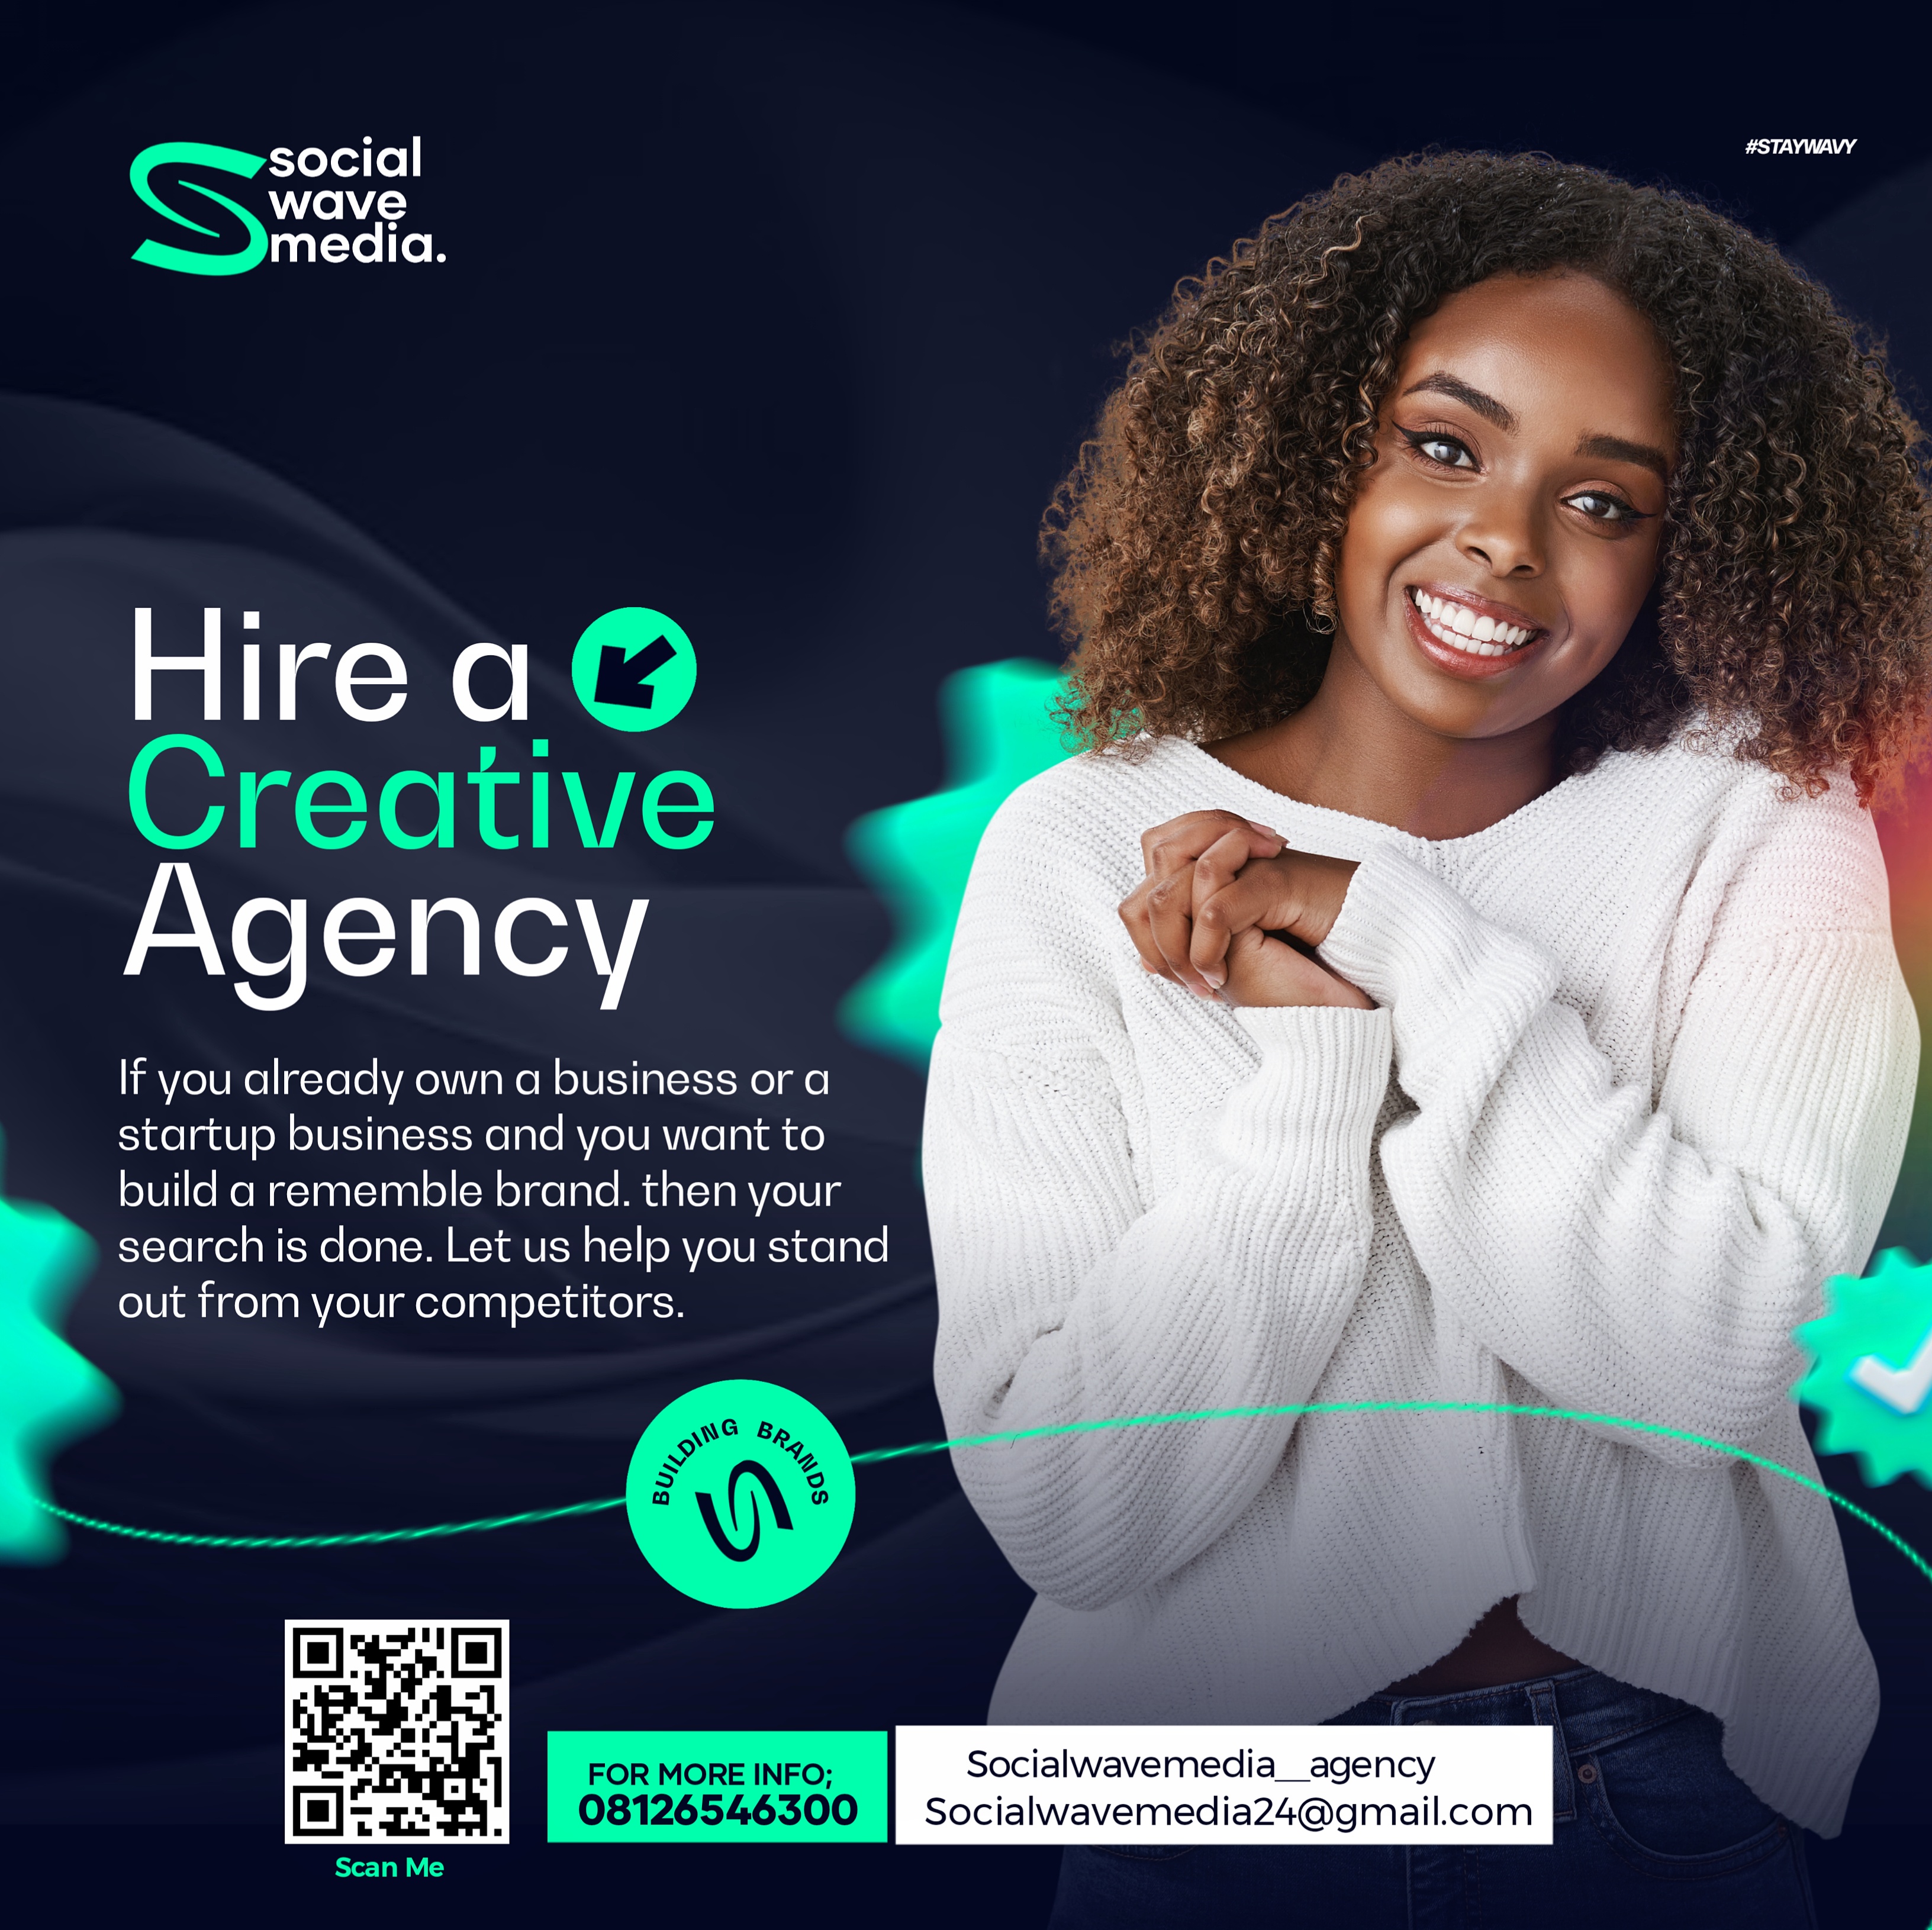 social
wave
media.
#STAYWAVY
Hire a
Creative
Agency
If you already own a business or a
startup business and you want to
build a rememble brand. then your
search is done. Let us help you stand
out from your competitors.
BUILDING BRANDS
Scan Me
FOR MORE INFO;
08126546300
Socialwavemedia__agency
Socialwavemedia24@gmail.com